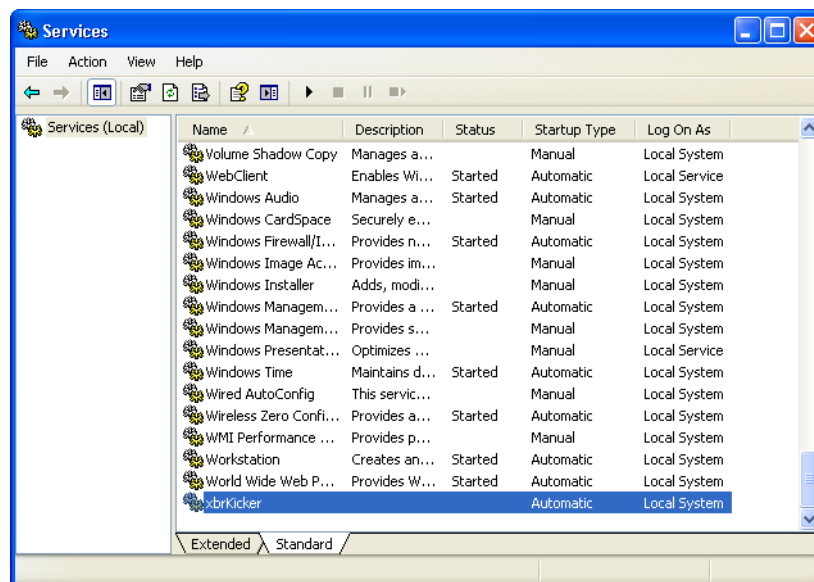 Services
File Action View Help
Services (Local)
Name Description Status Startup Type Log On As
Volume Shadow Copy Manages a... Manual Local System
WebClient Enables Wi... Started Automatic Local Service
Windows Audio Manages a... Started Automatic Local System
Windows CardSpace Securely e... Manual Local System
Windows Firewall/I... Provides n... Started Automatic Local System
Windows Image Ac... Provides im... Manual Local System
Windows Installer Adds, modi... Manual Local System
Windows Managem... Provides a ... Started Automatic Local System
Windows Managem... Provides s... Manual Local System
Windows Presentat... Optimizes ... Manual Local Service
Windows Time Maintains d... Started Automatic Local System
Wired AutoConfig This servic... Manual Local System
Wireless Zero Confi... Provides a... Started Automatic Local System
WMI Performance ... Provides p... Manual Local System
Workstation Creates an... Started Automatic Local System
World Wide Web P... Provides W... Started Automatic Local System
xbrKicker Automatic Local System
Extended Standard